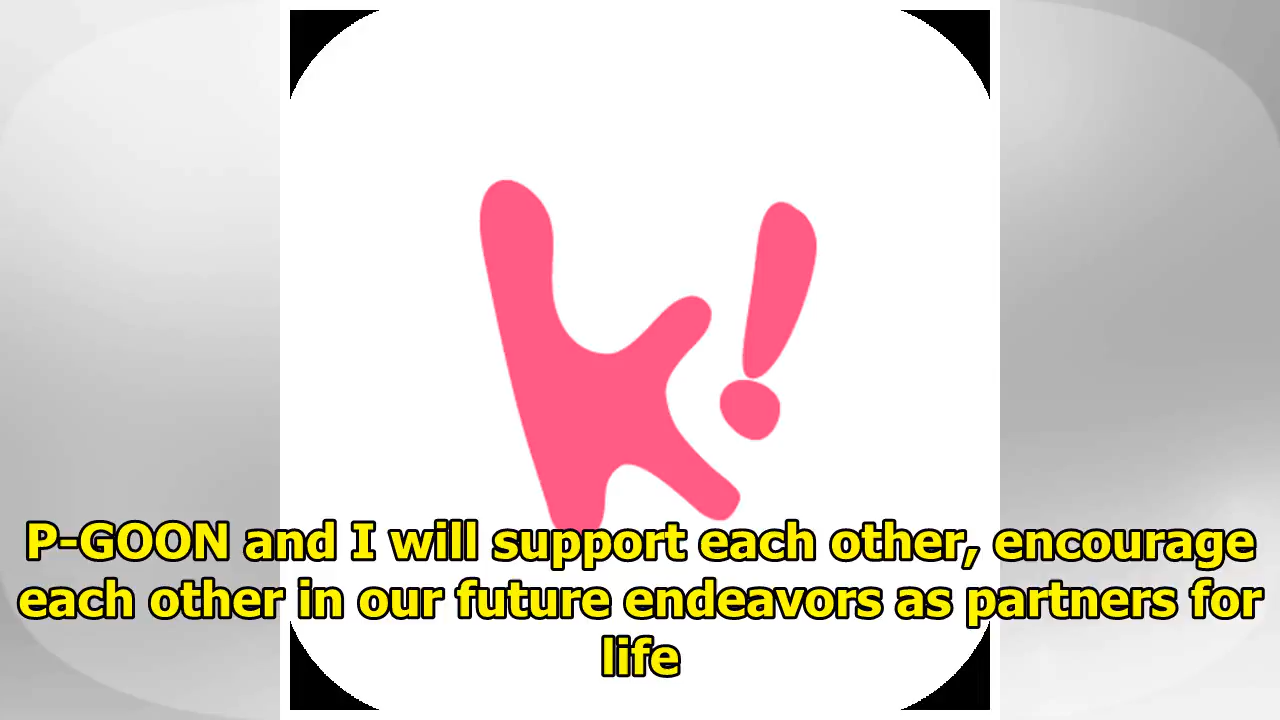 k!
P-GOON and I will support each other, encourage
each other in our future endeavors as partners for
life